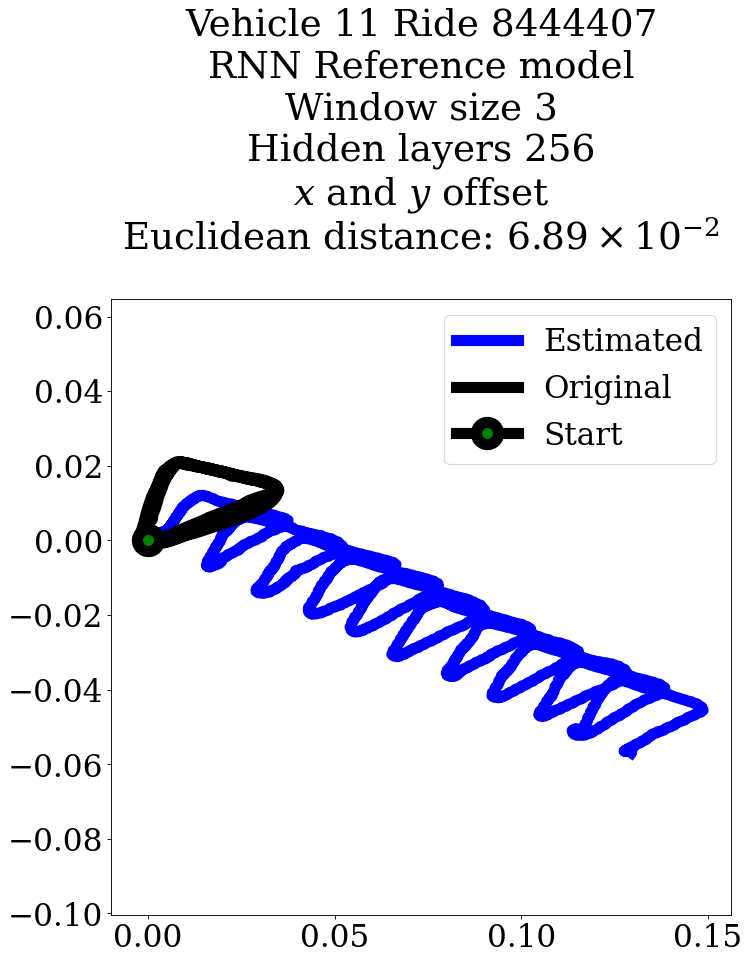 Vehicle 11 Ride 8444407
RNN Reference model
Window size 3
Hidden layers 256
x and y offset
Euclidean distance: 6.89 × 10⁻²
Estimated
Original
Start
0.06
0.04
0.02
0.00
−0.02
−0.04
−0.06
−0.08
−0.10
0.00 0.05 0.10 0.15